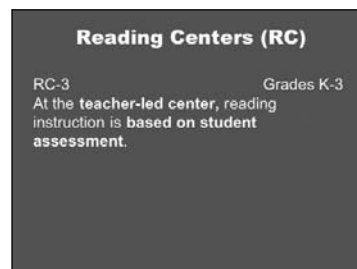 Reading Centers (RC)
RC-3 Grades K-3
At the teacher-led center, reading
instruction is based on student
assessment.